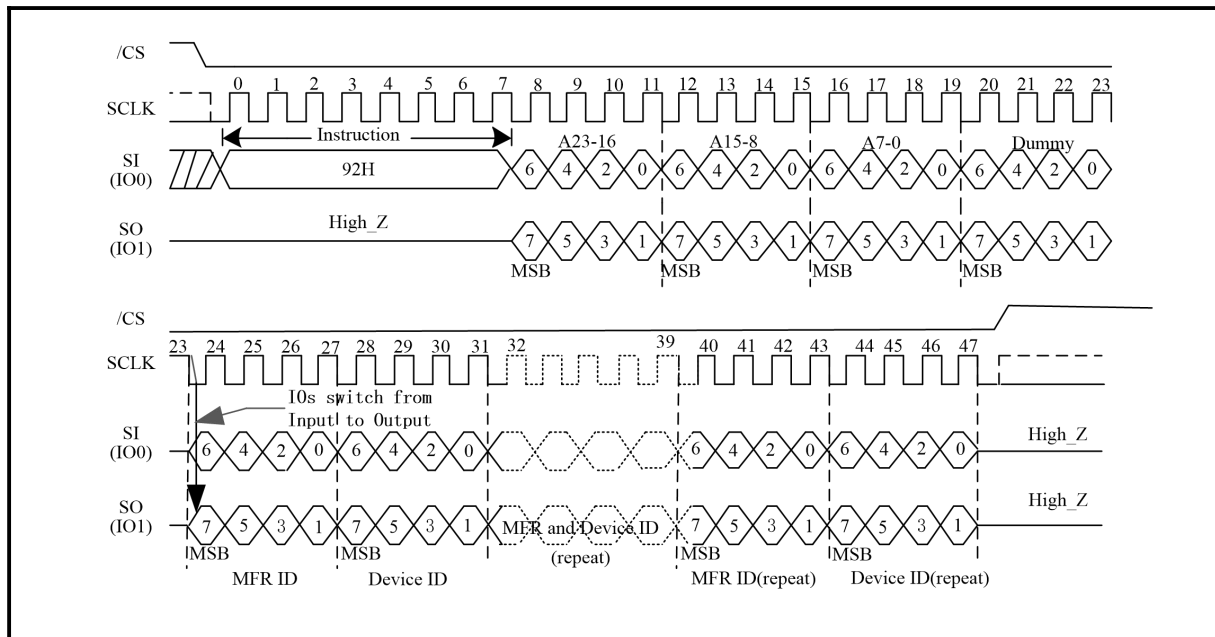 /CS
0 1 2 3 4 5 6 7 8 9 10 11 12 13 14 15 16 17 18 19 20 21 22 23
SCLK
Instruction A23-16 A15-8 A7-0 Dummy
SI
(IO0)
92H 6 4 2 0 6 4 2 0 6 4 2 0 6 4 2 0
SO
(IO1)
High_Z 7 5 3 1 7 5 3 1 7 5 3 1 7 5 3 1
MSB MSB MSB MSB
/CS
23 24 25 26 27 28 29 30 31 32 39 40 41 42 43 44 45 46 47
SCLK
IOs switch from
Input to Output
SI
(IO0)
6 4 2 0 6 4 2 0 6 4 2 0 6 4 2 0 High_Z
SO
(IO1)
7 5 3 1 7 5 3 1 MFR and Device ID 7 5 3 1 7 5 3 1 High_Z
MSB MSB (repeat) MSB MSB
MFR ID Device ID MFR ID(repeat) Device ID(repeat)